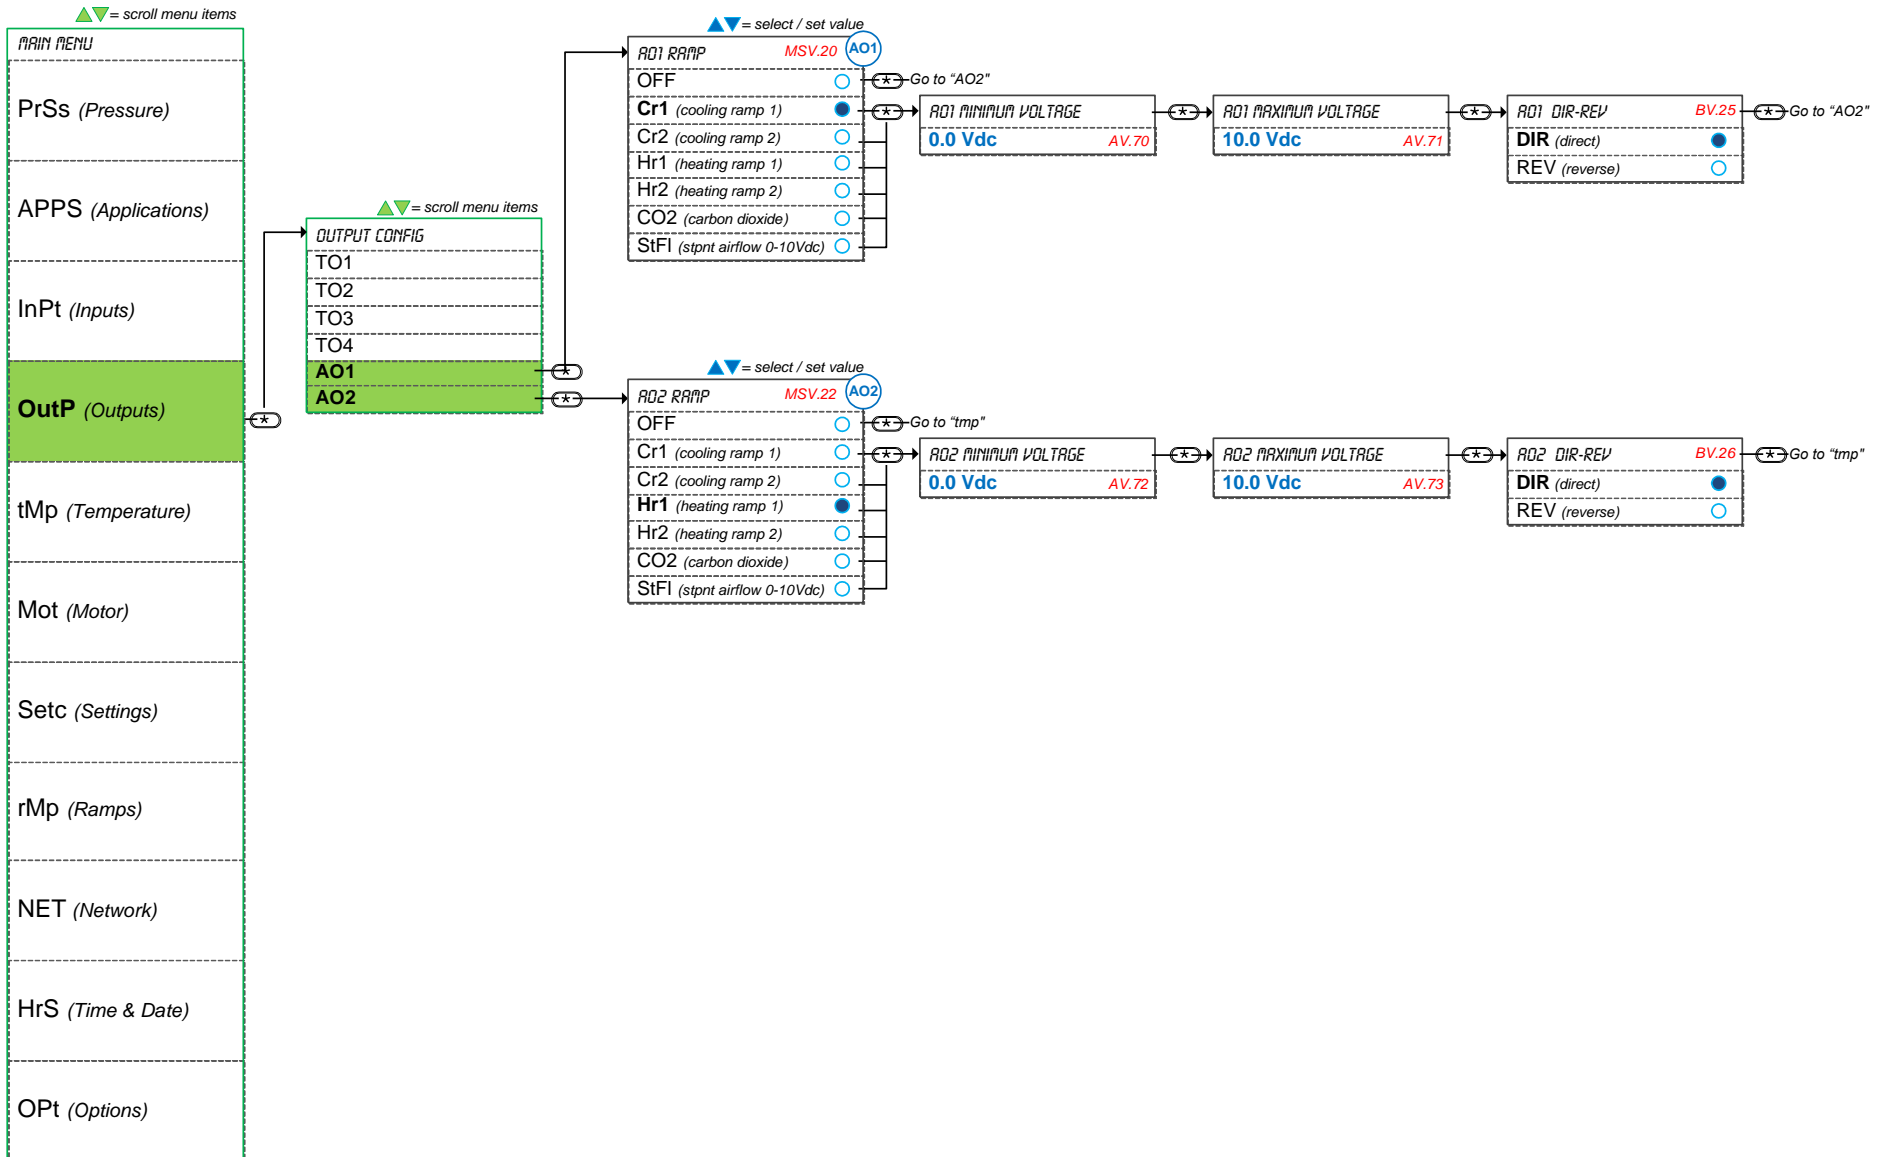 = scroll menu items
MAIN MENU
PrSs (Pressure)
APPS (Applications)
InPt (Inputs)
OutP (Outputs)
tMp (Temperature)
Mot (Motor)
Setc (Settings)
rMp (Ramps)
NET (Network)
HrS (Time & Date)
OPt (Options)
*
= scroll menu items
OUTPUT CONFIG
TO1
TO2
TO3
TO4
AO1
AO2
*
*
= select / set value
AO1 RAMP MSV.20 AO1
OFF
Cr1 (cooling ramp 1)
Cr2 (cooling ramp 2)
Hr1 (heating ramp 1)
Hr2 (heating ramp 2)
CO2 (carbon dioxide)
StFl (stpnt airflow 0-10Vdc)
* Go to “AO2"
*
AO1 MINIMUM VOLTAGE
0.0 Vdc AV.70
*
AO1 MAXIMUM VOLTAGE
10.0 Vdc AV.71
*
AO1 DIR-REV BV.25
DIR (direct)
REV (reverse)
* Go to “AO2"
= select / set value
AO2 RAMP MSV.22 AO2
OFF
Cr1 (cooling ramp 1)
Cr2 (cooling ramp 2)
Hr1 (heating ramp 1)
Hr2 (heating ramp 2)
CO2 (carbon dioxide)
StFl (stpnt airflow 0-10Vdc)
* Go to “tmp"
*
AO2 MINIMUM VOLTAGE
0.0 Vdc AV.72
*
AO2 MAXIMUM VOLTAGE
10.0 Vdc AV.73
*
AO2 DIR-REV BV.26
DIR (direct)
REV (reverse)
* Go to “tmp"